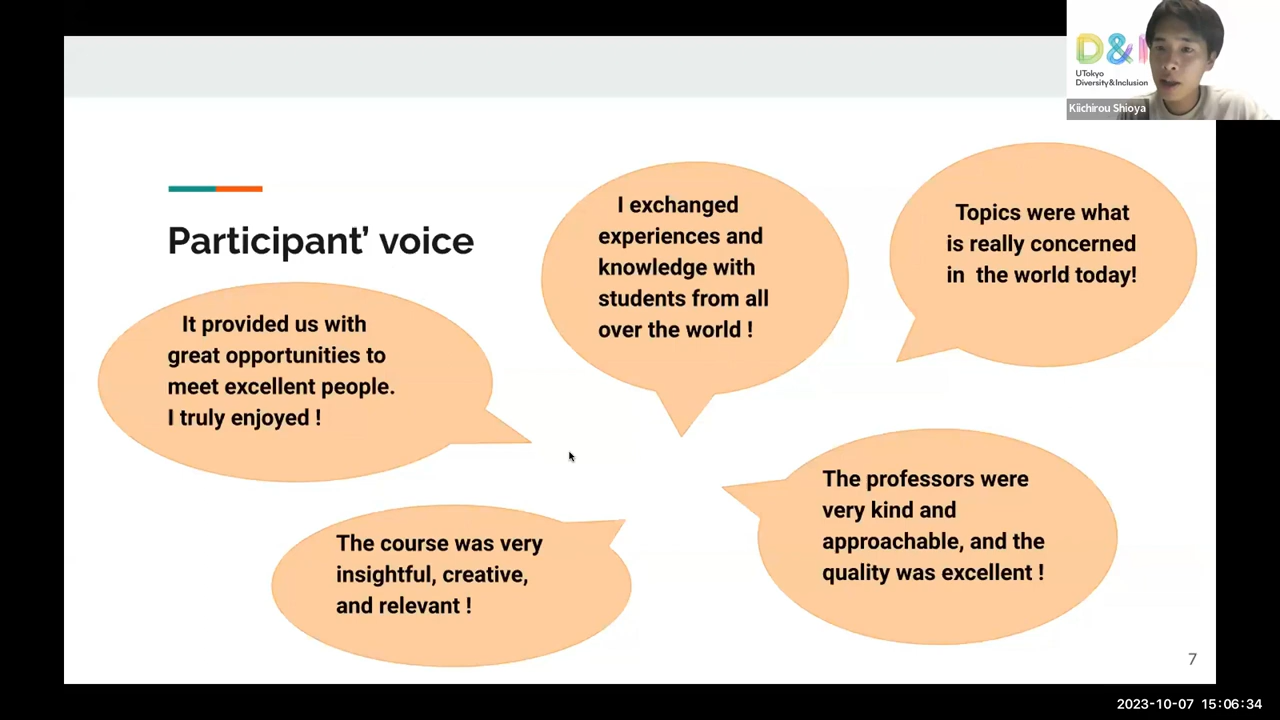 D&
UTokyo
Diversity&Inclusion
Kiichirou Shioya
Participant’ voice
I exchanged
experiences and
knowledge with
students from all
over the world !
Topics were what
is really concerned
in  the world today!
It provided us with
great opportunities to
meet excellent people.
I truly enjoyed !
The course was very
insightful, creative,
and relevant !
The professors were
very kind and
approachable, and the
quality was excellent !
7
2023-10-07 15:06:34